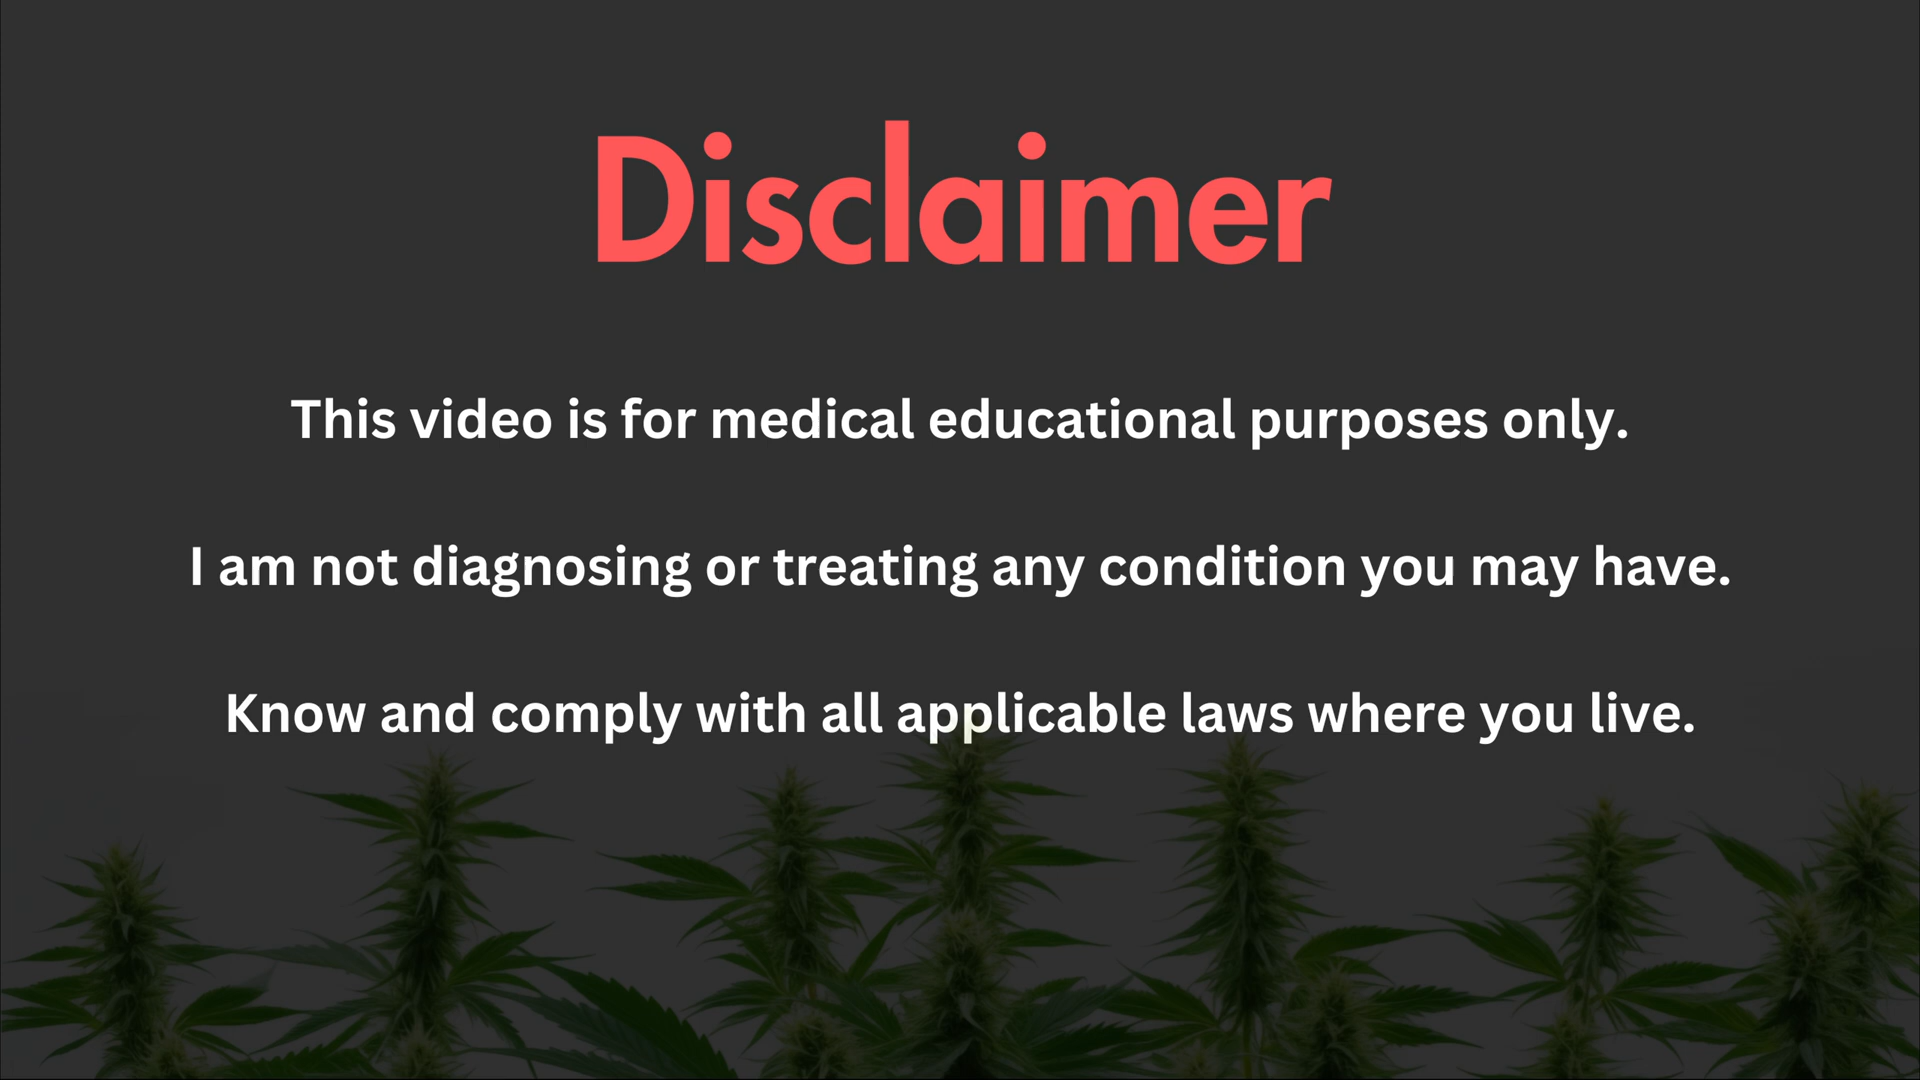 Disclaimer
This video is for medical educational purposes only.
I am not diagnosing or treating any condition you may have.
Know and comply with all applicable laws where you live.